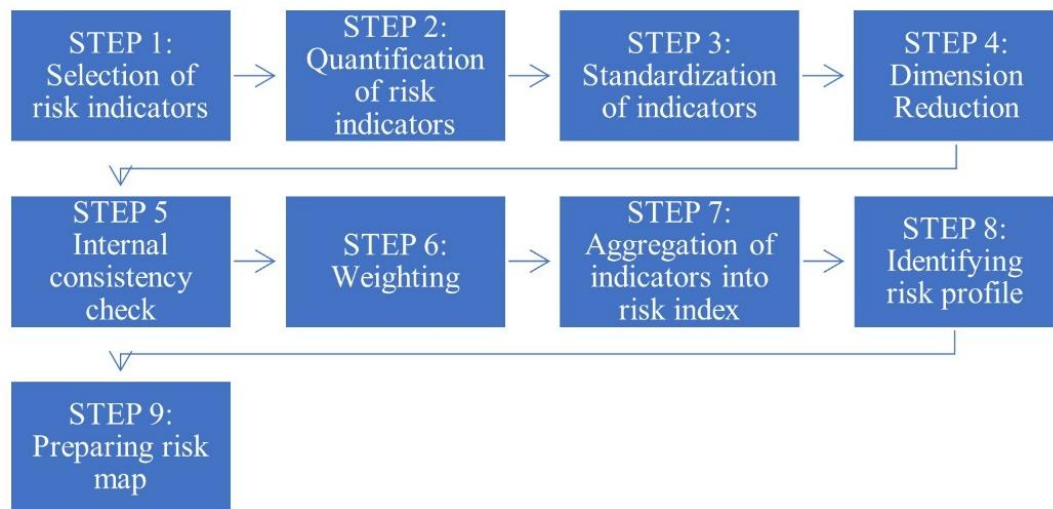 STEP 1:
Selection of
risk indicators
STEP 2:
Quantification
of risk
indicators
STEP 3:
Standardization
of indicators
STEP 4:
Dimension
Reduction
STEP 5
Internal
consistency
check
STEP 6:
Weighting
STEP 7:
Aggregation of
indicators into
risk index
STEP 8:
Identifying
risk profile
STEP 9:
Preparing risk
map